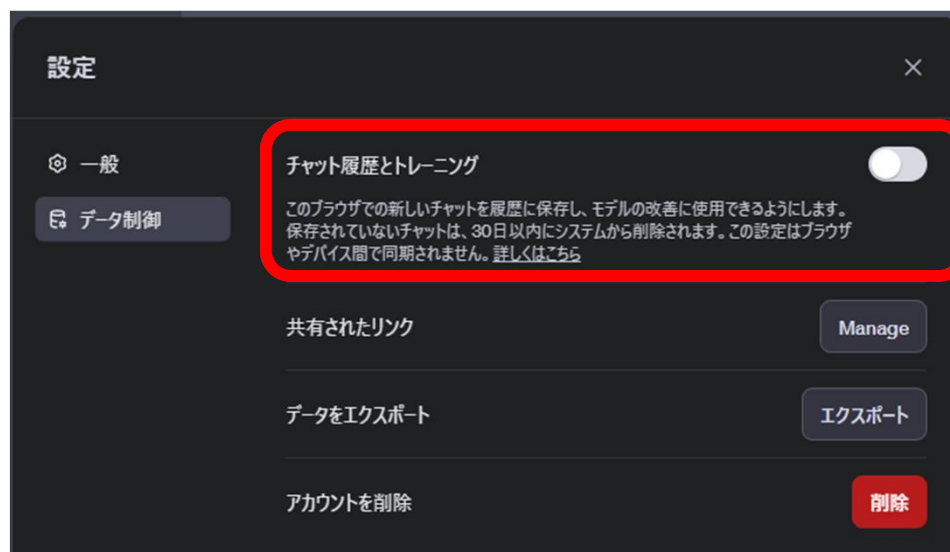 設定
一般
データ制御
チャット履歴とトレーニング
このブラウザでの新しいチャットを履歴に保存し、モデルの改善に使用できるようにします。
保存されていないチャットは、30日以内にシステムから削除されます。この設定はブラウザ
やデバイス間で同期されません。詳しくはこちら
共有されたリンク
Manage
データをエクスポート
エクスポート
アカウントを削除
削除